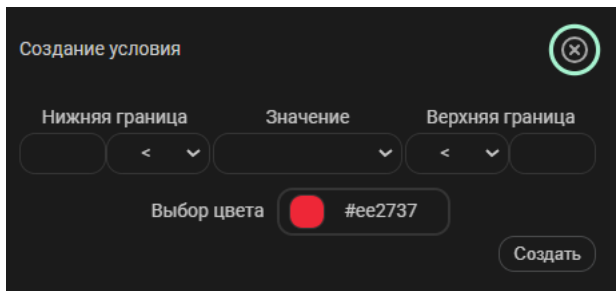 Создание условия
Нижняя граница Значение Верхняя граница
< <
Выбор цвета #ee2737
Создать